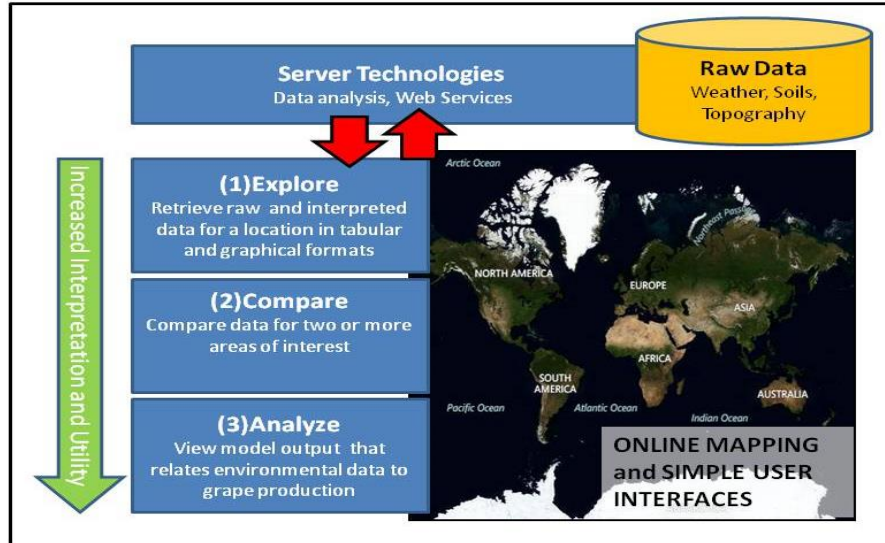 Server Technologies
Data analysis, Web Services
Raw Data
Weather, Soils,
Topography
Increased Interpretation and Utility
(1)Explore
Retrieve raw and interpreted
data for a location in tabular
and graphical formats
(2)Compare
Compare data for two or more
areas of interest
(3)Analyze
View model output that
relates environmental data to
grape production
Arctic Ocean
Northeast Passage
NORTH AMERICA
EUROPE
ASIA
AFRICA
SOUTH
AMERICA
AUSTRALIA
Pacific Ocean
Atlantic Ocean
Indian Ocean
ONLINE MAPPING
and SIMPLE USER
INTERFACES